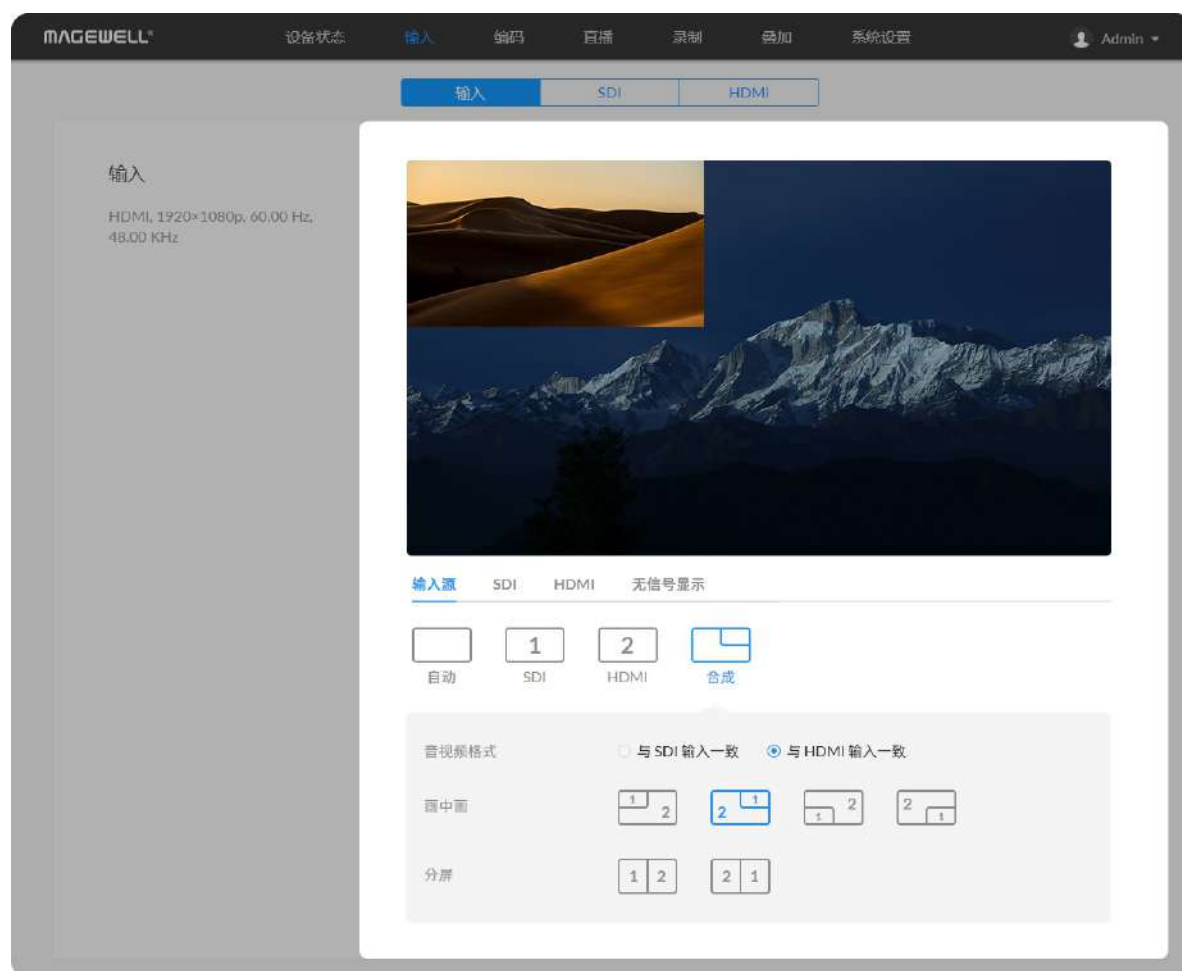 MAGEWELL®
设备状态 输入 编码 直播 录制 叠加 系统设置 Admin
输入 SDI HDMI
输入
HDMI, 1920×1080p, 60.00 Hz,
48.00 KHz
输入源 SDI HDMI 无信号显示
1 2
自动 SDI HDMI 合成
音视频格式 与 SDI 输入一致 与 HDMI 输入一致
画中画 1 2 2 1 1 2 2 1
分屏 1 2 2 1